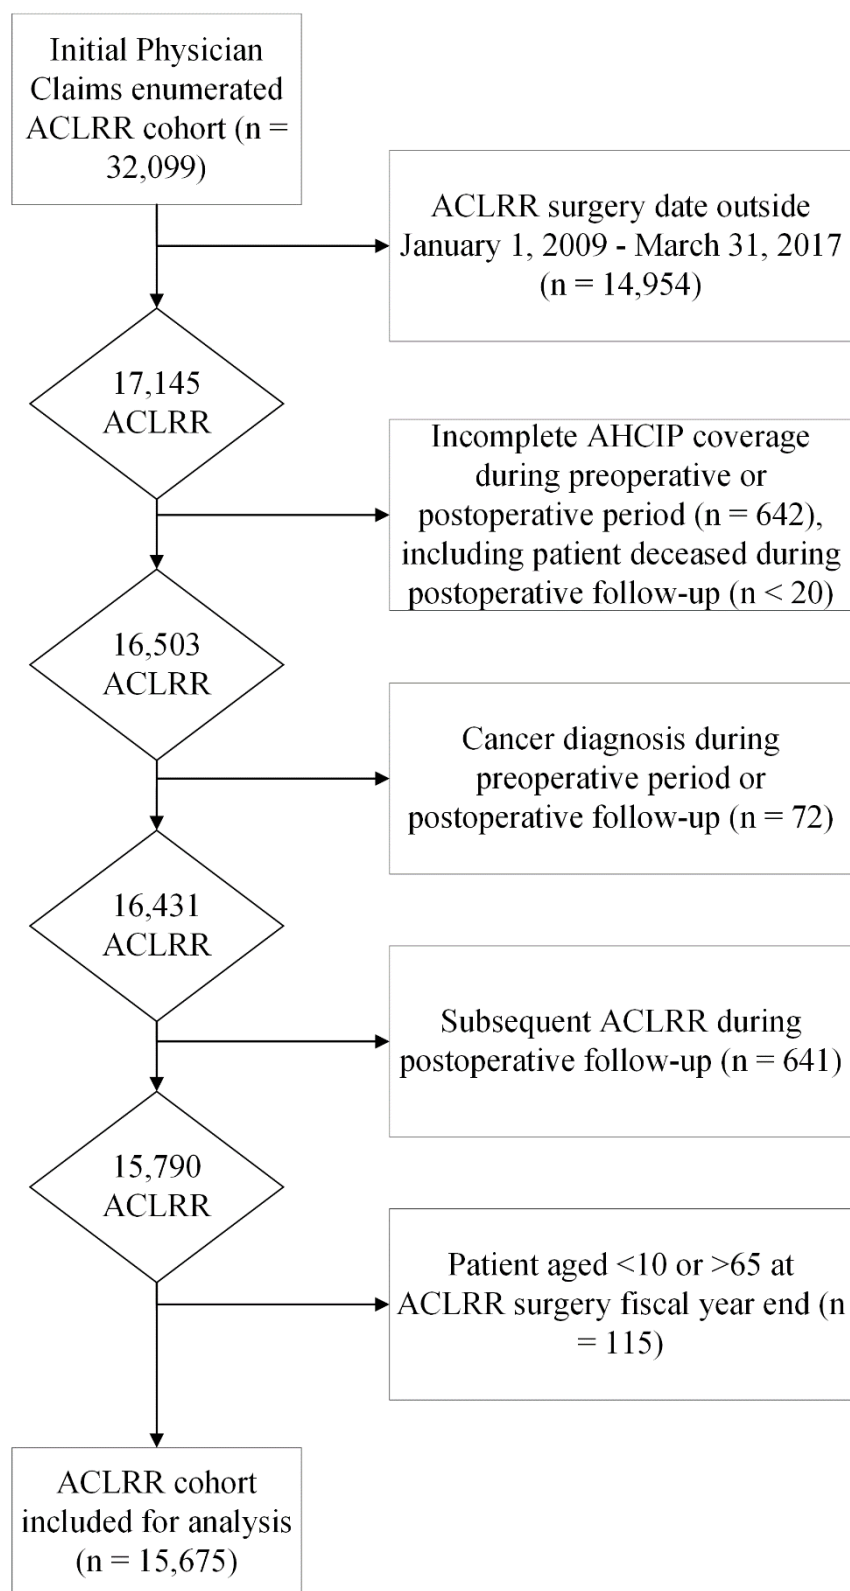 Initial Physician
Claims enumerated
ACLRR cohort (n =
32,099)
ACLRR surgery date outside
January 1, 2009 - March 31, 2017
(n = 14,954)
17,145
ACLRR
Incomplete AHCIP coverage
during preoperative or
postoperative period (n = 642),
including patient deceased during
postoperative follow-up (n < 20)
16,503
ACLRR
Cancer diagnosis during
preoperative period or
postoperative follow-up (n = 72)
16,431
ACLRR
Subsequent ACLRR during
postoperative follow-up (n = 641)
15,790
ACLRR
Patient aged <10 or >65 at
ACLRR surgery fiscal year end (n
= 115)
ACLRR cohort
included for analysis
(n = 15,675)